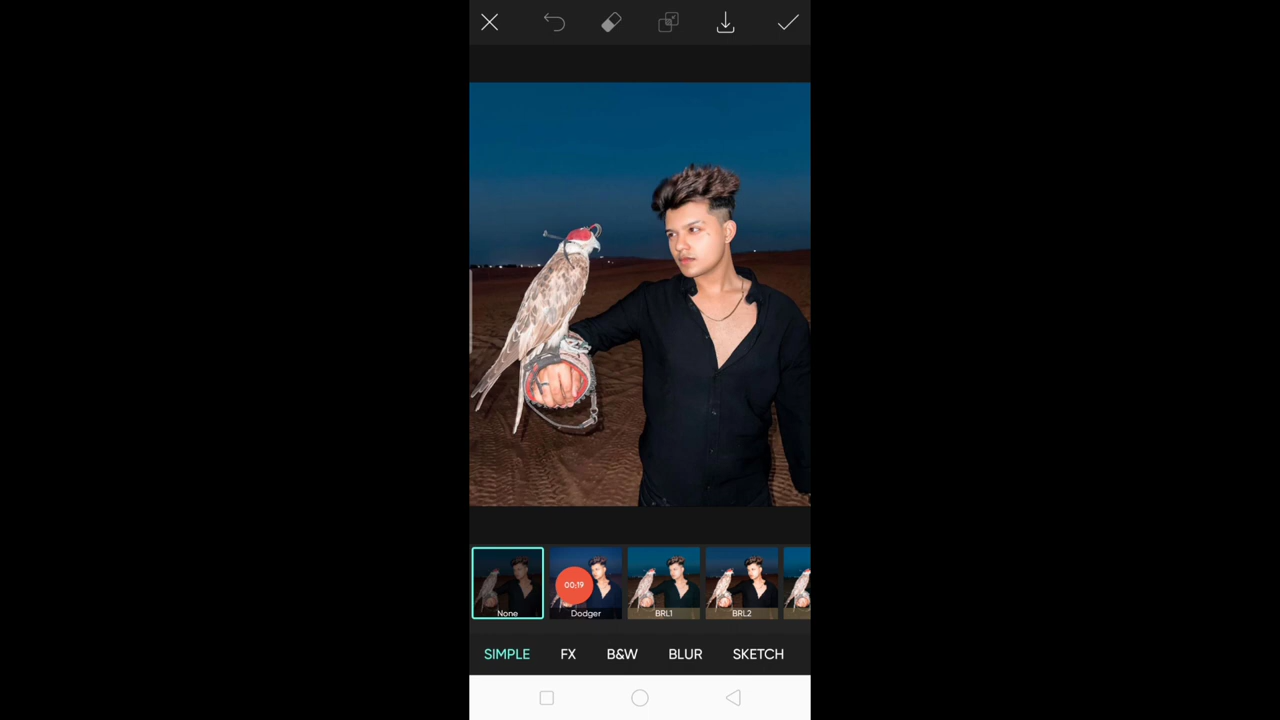 00:19
None
Dodger
BRL1
BRL2
SIMPLE
FX
B&W
BLUR
SKETCH